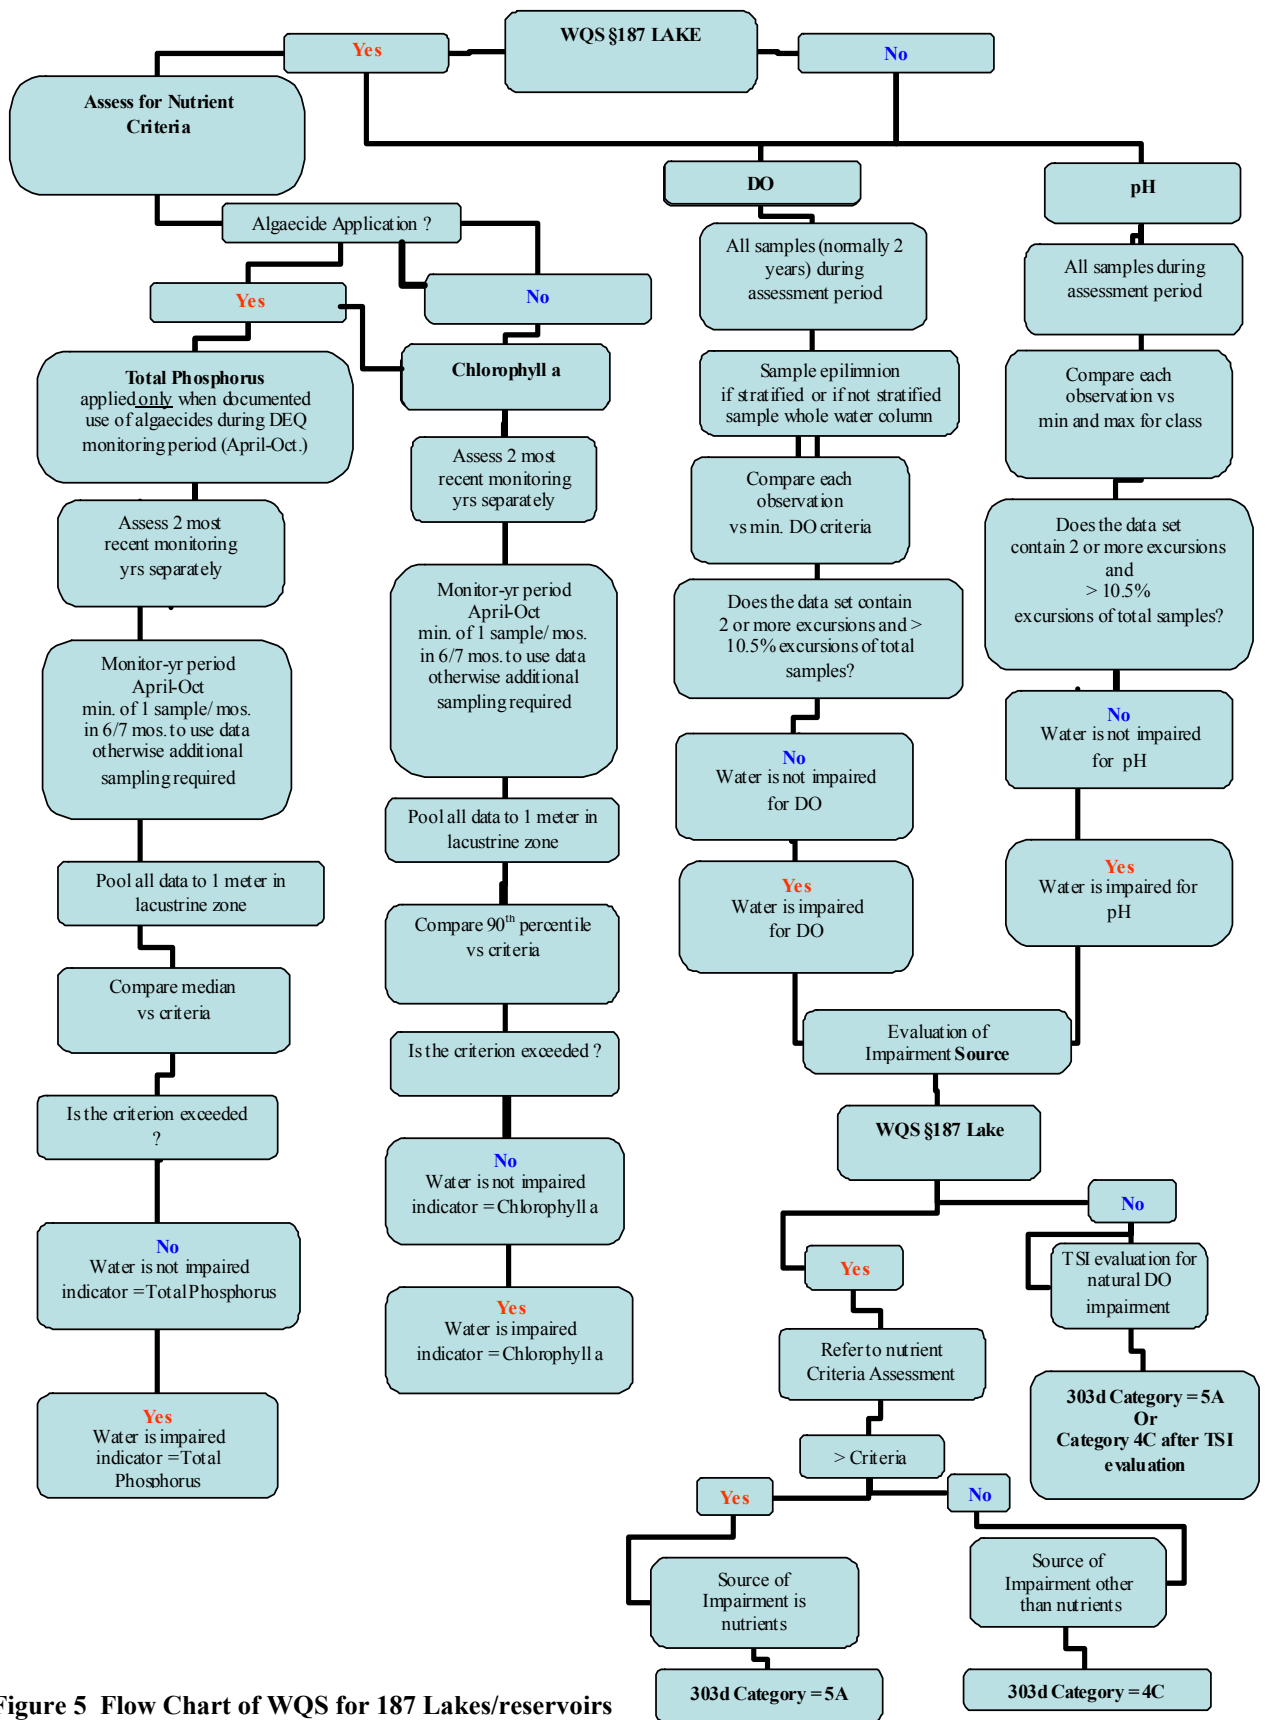 WQS §187 LAKE
Yes
No
Assess for Nutrient
Criteria
Algaecide Application ?
Yes
No
Total Phosphorus
applied only when documented
use of algaecides during DEQ
monitoring period (April-Oct.)
Assess 2 most
recent monitoring
yrs separately
Monitor-yr period
April-Oct
min. of 1 sample/ mos.
in 6/7 mos. to use data
otherwise additional
sampling required
Pool all data to 1 meter in
lacustrine zone
Compare median
vs criteria
Is the criterion exceeded
?
No
Water is not impaired
indicator = Total Phosphorus
Yes
Water is impaired
indicator = Total
Phosphorus
Chlorophyll a
Assess 2 most
recent monitoring
yrs separately
Monitor-yr period
April-Oct
min. of 1 sample/ mos.
in 6/7 mos. to use data
otherwise additional
sampling required
Pool all data to 1 meter in
lacustrine zone
Compare 90th percentile
vs criteria
Is the criterion exceeded ?
No
Water is not impaired
indicator = Chlorophyll a
Yes
Water is impaired
indicator = Chlorophyll a
DO
All samples (normally 2
years) during
assessment period
Sample epilimnion
if stratified or if not stratified
sample whole water column
Compare each
observation
vs min. DO criteria
Does the data set contain
2 or more excursions and >
10.5% excursions of total
samples?
No
Water is not impaired
for DO
Yes
Water is impaired
for DO
pH
All samples during
assessment period
Compare each
observation vs
min and max for class
Does the data set
contain 2 or more excursions
and
> 10.5%
excursions of total samples?
No
Water is not impaired
for pH
Yes
Water is impaired for
pH
Evaluation of
Impairment Source
WQS §187 Lake
Yes
No
TSI evaluation for
natural DO
impairment
303d Category = 5A
Or
Category 4C after TSI
evaluation
Refer to nutrient
Criteria Assessment
> Criteria
Yes
No
Source of
Impairment is
nutrients
Source of
Impairment other
than nutrients
303d Category = 5A
303d Category = 4C
Figure 5 Flow Chart of WQS for 187 Lakes/reservoirs